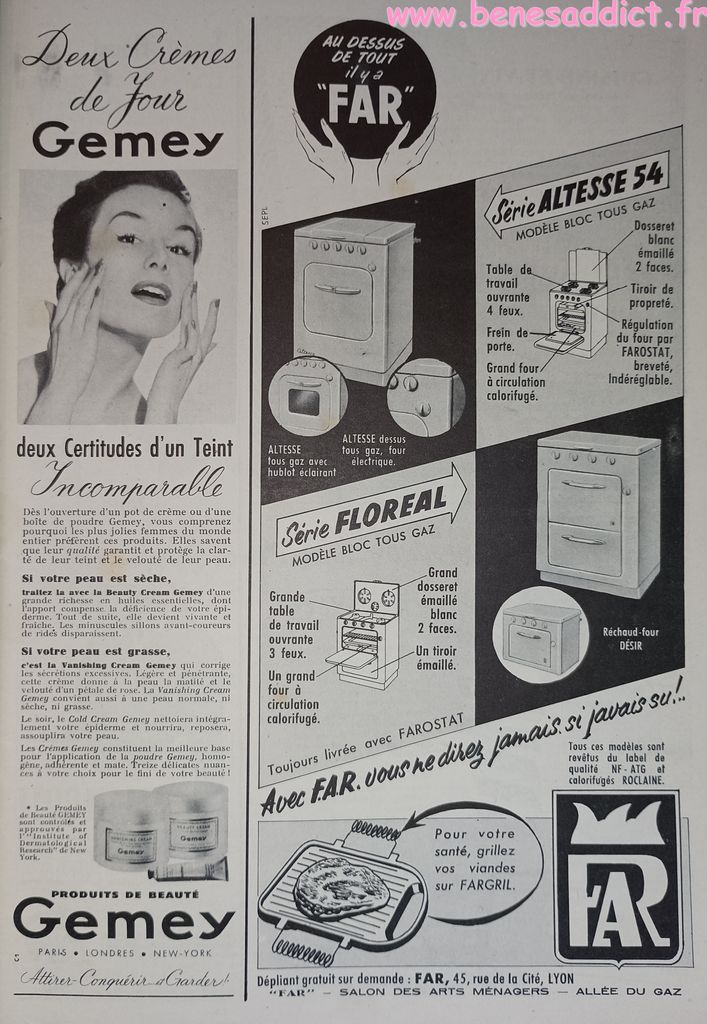 www.benesaddict.fr
Deux Crèmes
de Jour
Gemey
deux Certitudes d'un Teint
Incomparable
Dès l'ouverture d'un pot de crème ou d'une
boîte de poudre Gemey, vous comprenez
pourquoi les plus jolies femmes du monde
entier préfèrent ces produits. Elles savent
que leur qualité garantit et protège la clar-
té de leur teint et le velouté de leur peau.
Si votre peau est sèche,
traitez la avec la Beauty Cream Gemey d'une
grande richesse en huiles essentielles, dont
l'apport compense la déficience de votre épi-
derme. Tout de suite, elle devient vivante et
fraîche. Les minuscules sillons avant-coureurs
de rides disparaissent.
Si votre peau est grasse,
c'est la Vanishing Cream Gemey qui corrige
les sécrétions excessives. Légère et pénétrante,
cette crème donne à la peau la matité et le
velouté d'un pétale de rose. La Vanishing Cream
Gemey convient aussi à une peau normale, ni
sèche, ni grasse.
Le soir, le Cold Cream Gemey nettoiera intégra-
lement votre épiderme et nourrira, reposera,
assouplira votre peau.
Les Crèmes Gemey constituent la meilleure base
pour l'application de la poudre Gemey, homo-
gène, adhérente et mate. Treize délicates nuan-
ces à votre choix pour le fini de votre beauté !
* Les Produits
de Beauté GEMEY
sont contrôlés et
approuvés par
l'"Institute of
Dermatological
Research" de New
York.
VANISHING CREAM
Gemey
BEAUTY CREAM
Gemey
PRODUITS DE BEAUTÉ
Gemey
PARIS • LONDRES • NEW-YORK
Attirer-Conquérir et Garder !
5
AU DESSUS
DE TOUT
il y a
"FAR"
SEPL
Série ALTESSE 54
MODÈLE BLOC TOUS GAZ
Dosseret
blanc
émaillé
2 faces.
Table de
travail
ouvrante
4 feux.
Tiroir de
propreté.
Frein de
porte.
Régulation
du four par
FAROSTAT,
breveté,
Indéréglable.
Grand four
à circulation
calorifugé.
ALTESSE
tous gaz avec
hublot éclairant
ALTESSE dessus
tous gaz, four
électrique.
Série FLOREAL
MODÈLE BLOC TOUS GAZ
Grande
table
de travail
ouvrante
3 feux.
Grand
dosseret
émaillé
blanc
2 faces.
Un tiroir
émaillé.
Un grand
four à
circulation
calorifugé.
Réchaud-four
DÉSIR
Toujours livrée avec FAROSTAT
Avec F.A.R. vous ne direz jamais. si j'avais su!..
Tous ces modèles sont
revêtus du label de
qualité NF-ATG et
calorifugés ROCLAINE.
Pour votre
santé, grillez
vos viandes
sur FARGRIL.
FAR
Dépliant gratuit sur demande : FAR, 45, rue de la Cité, LYON
"FAR" — SALON DES ARTS MÉNAGERS — ALLÉE DU GAZ